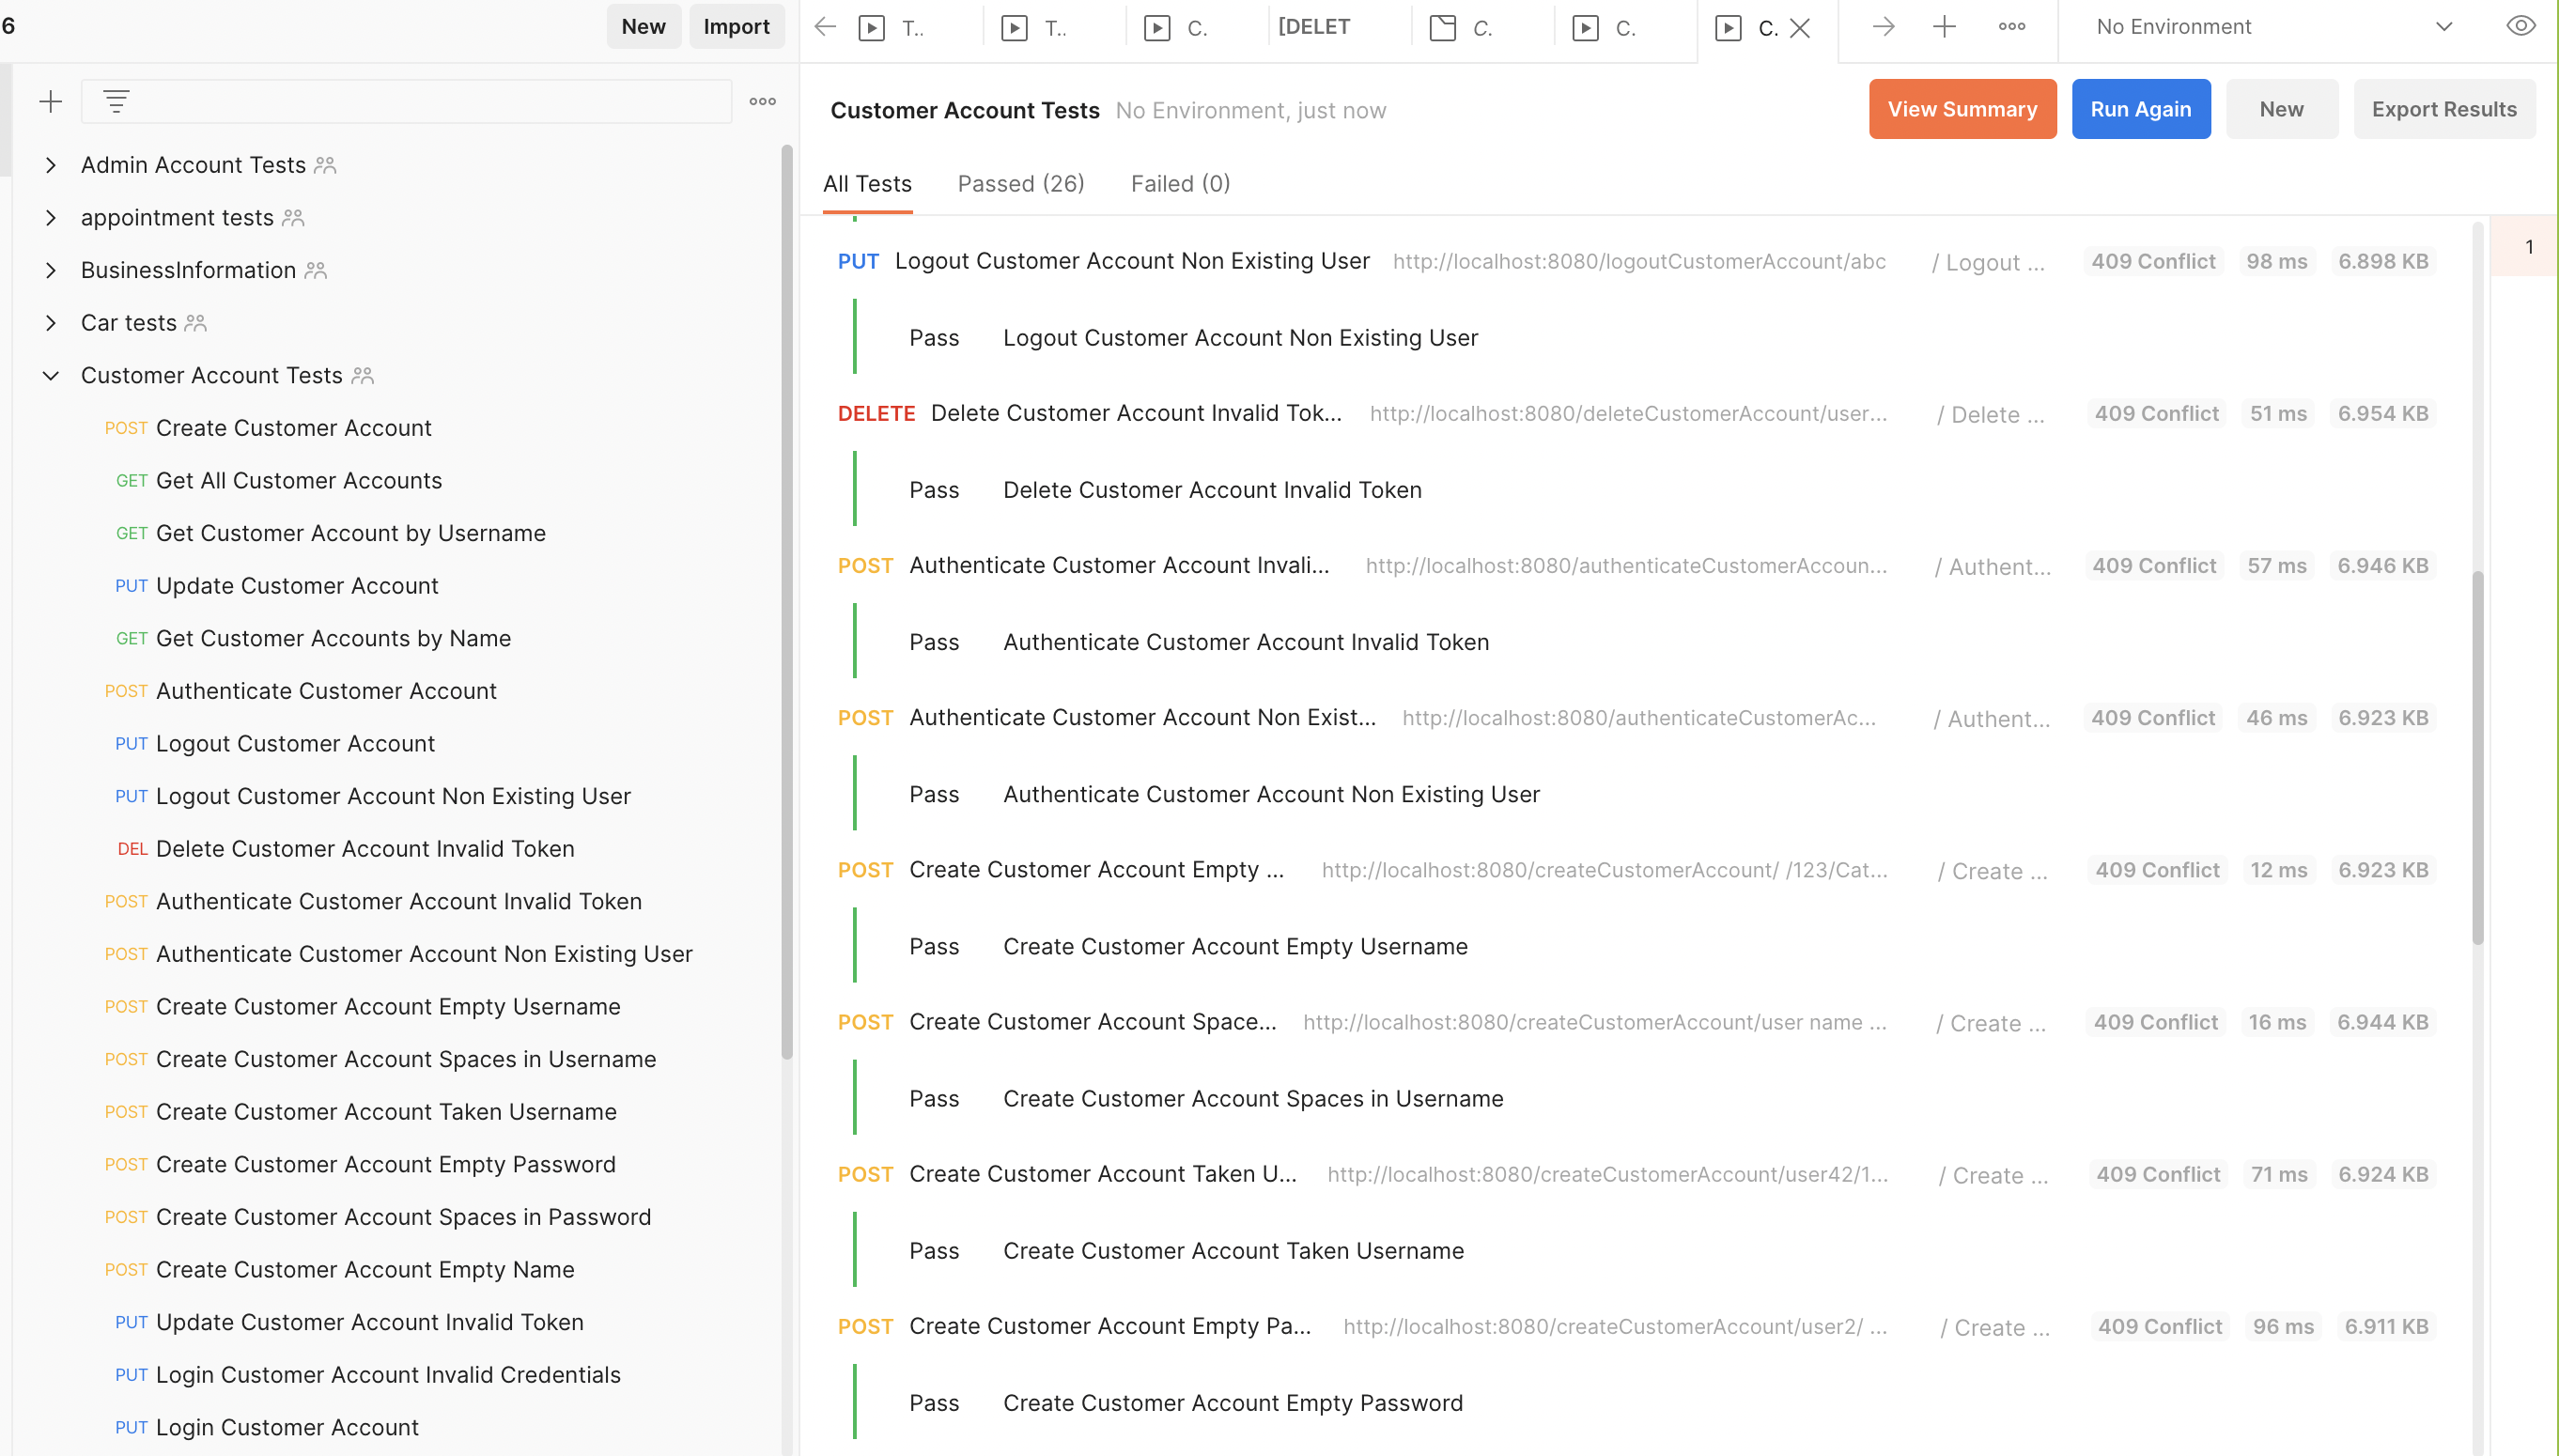 6
New
Import
T..
T..
C.
[DELET
C.
C.
C.
No Environment
Admin Account Tests
appointment tests
BusinessInformation
Car tests
Customer Account Tests
POST Create Customer Account
GET Get All Customer Accounts
GET Get Customer Account by Username
PUT Update Customer Account
GET Get Customer Accounts by Name
POST Authenticate Customer Account
PUT Logout Customer Account
PUT Logout Customer Account Non Existing User
DEL Delete Customer Account Invalid Token
POST Authenticate Customer Account Invalid Token
POST Authenticate Customer Account Non Existing User
POST Create Customer Account Empty Username
POST Create Customer Account Spaces in Username
POST Create Customer Account Taken Username
POST Create Customer Account Empty Password
POST Create Customer Account Spaces in Password
POST Create Customer Account Empty Name
PUT Update Customer Account Invalid Token
PUT Login Customer Account Invalid Credentials
PUT Login Customer Account
Customer Account Tests No Environment, just now
View Summary
Run Again
New
Export Results
All Tests
Passed (26)
Failed (0)
1
PUT Logout Customer Account Non Existing User http://localhost:8080/logoutCustomerAccount/abc / Logout ... 409 Conflict 98 ms 6.898 KB
Pass Logout Customer Account Non Existing User
DELETE Delete Customer Account Invalid Tok... http://localhost:8080/deleteCustomerAccount/user... / Delete ... 409 Conflict 51 ms 6.954 KB
Pass Delete Customer Account Invalid Token
POST Authenticate Customer Account Invali... http://localhost:8080/authenticateCustomerAccoun... / Authent... 409 Conflict 57 ms 6.946 KB
Pass Authenticate Customer Account Invalid Token
POST Authenticate Customer Account Non Exist... http://localhost:8080/authenticateCustomerAc... / Authent... 409 Conflict 46 ms 6.923 KB
Pass Authenticate Customer Account Non Existing User
POST Create Customer Account Empty ... http://localhost:8080/createCustomerAccount/ /123/Cat... / Create ... 409 Conflict 12 ms 6.923 KB
Pass Create Customer Account Empty Username
POST Create Customer Account Space... http://localhost:8080/createCustomerAccount/user name ... / Create ... 409 Conflict 16 ms 6.944 KB
Pass Create Customer Account Spaces in Username
POST Create Customer Account Taken U... http://localhost:8080/createCustomerAccount/user42/1... / Create ... 409 Conflict 71 ms 6.924 KB
Pass Create Customer Account Taken Username
POST Create Customer Account Empty Pa... http://localhost:8080/createCustomerAccount/user2/ ... / Create ... 409 Conflict 96 ms 6.911 KB
Pass Create Customer Account Empty Password